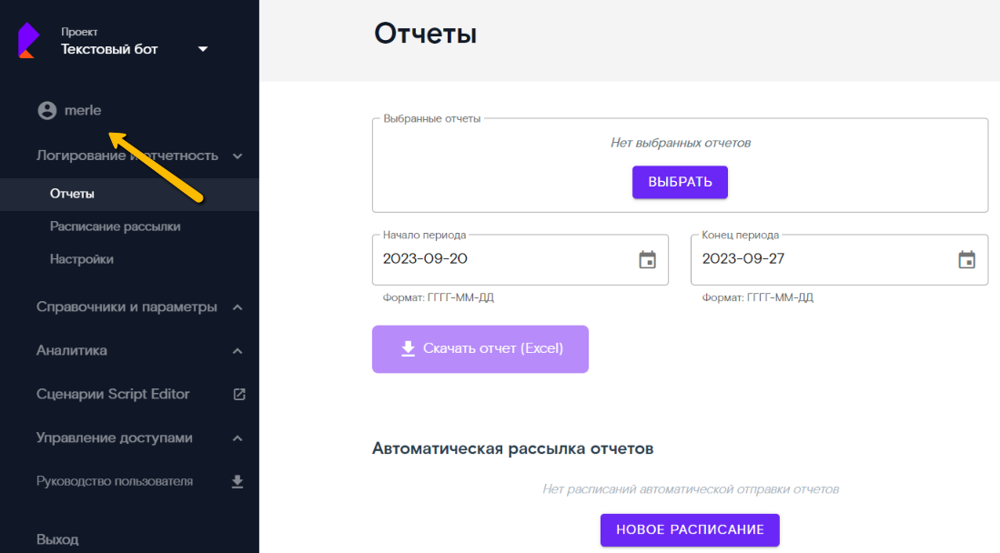 Проект
Текстовый бот
merle
Логирование и отчетность
Отчеты
Расписание рассылки
Настройки
Справочники и параметры
Аналитика
Сценарии Script Editor
Управление доступами
Руководство пользователя
Выход
Отчеты
Выбранные отчеты
Нет выбранных отчетов
ВЫБРАТЬ
Начало периода
2023-09-20
Формат: ГГГГ-ММ-ДД
Конец периода
2023-09-27
Формат: ГГГГ-ММ-ДД
Скачать отчет (Excel)
Автоматическая рассылка отчетов
Нет расписаний автоматической отправки отчетов
НОВОЕ РАСПИСАНИЕ